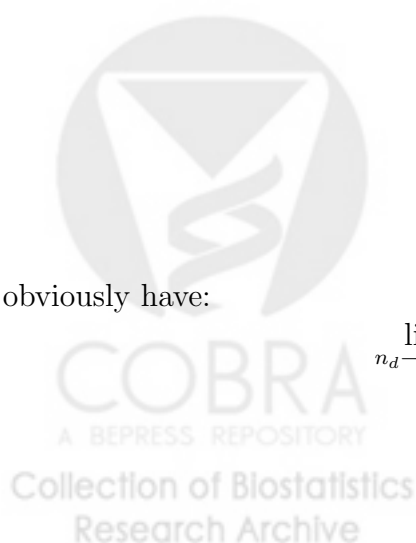 obviously have:
li
n_d—
COBRA
A BEPRESS REPOSITORY
Collection of Biostatistics
Research Archive